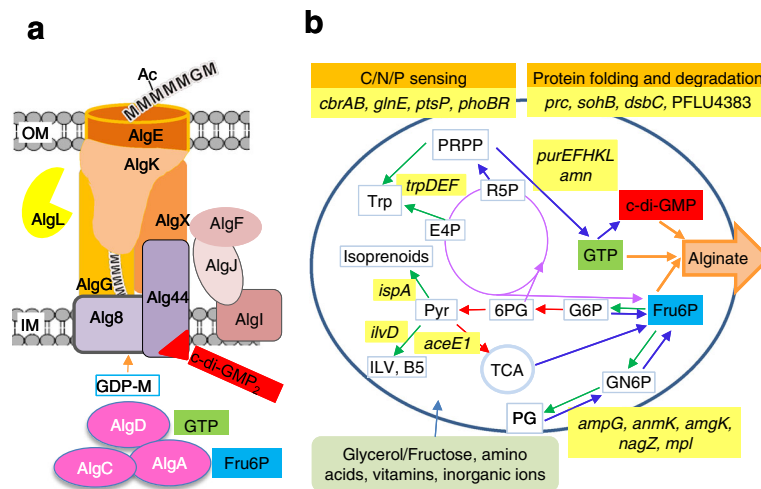 a
Ac
MMMMMMGM
OM
AlgE
AlgK
AlgL
AlgX
AlgF
AlgJ
MMMM
AlgG
Alg44
Alg8
AlgI
IM
c-di-GMP2
GDP-M
AlgD
GTP
AlgC
AlgA
Fru6P
b
C/N/P sensing
cbrAB, glnE, ptsP, phoBR
Protein folding and degradation
prc, sohB, dsbC, PFLU4383
PRPP
purEFHKL
amn
trpDEF
Trp
R5P
c-di-GMP
E4P
Isoprenoids
GTP
Alginate
ispA
Pyr
6PG
G6P
Fru6P
ilvD
aceE1
ILV, B5
TCA
GN6P
PG
ampG, anmK, amgK,
nagZ, mpl
Glycerol/Fructose, amino
acids, vitamins, inorganic ions